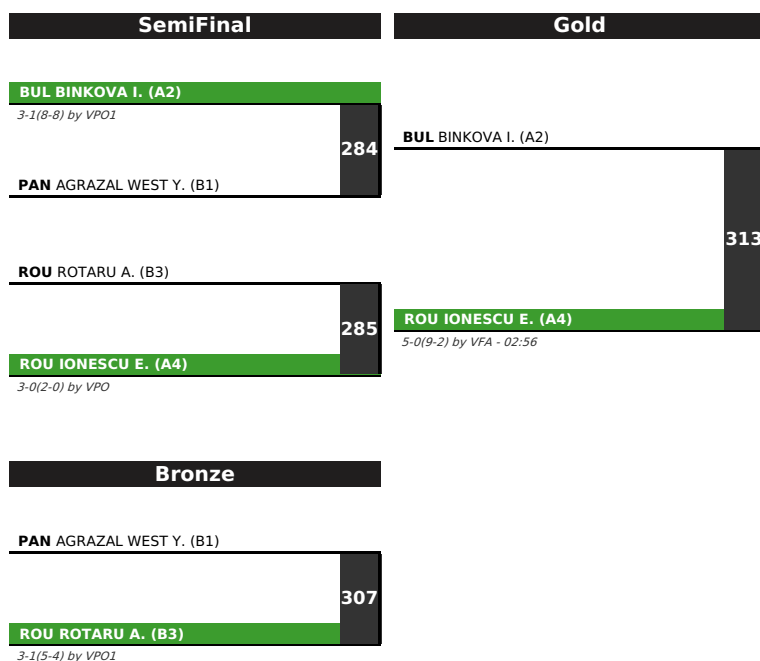 SemiFinal
BUL BINKOVA I. (A2)
3-1(8-8) by VPO1
284
PAN AGRAZAL WEST Y. (B1)
ROU ROTARU A. (B3)
285
ROU IONESCU E. (A4)
3-0(2-0) by VPO
Gold
BUL BINKOVA I. (A2)
313
ROU IONESCU E. (A4)
5-0(9-2) by VFA - 02:56
Bronze
PAN AGRAZAL WEST Y. (B1)
307
ROU ROTARU A. (B3)
3-1(5-4) by VPO1